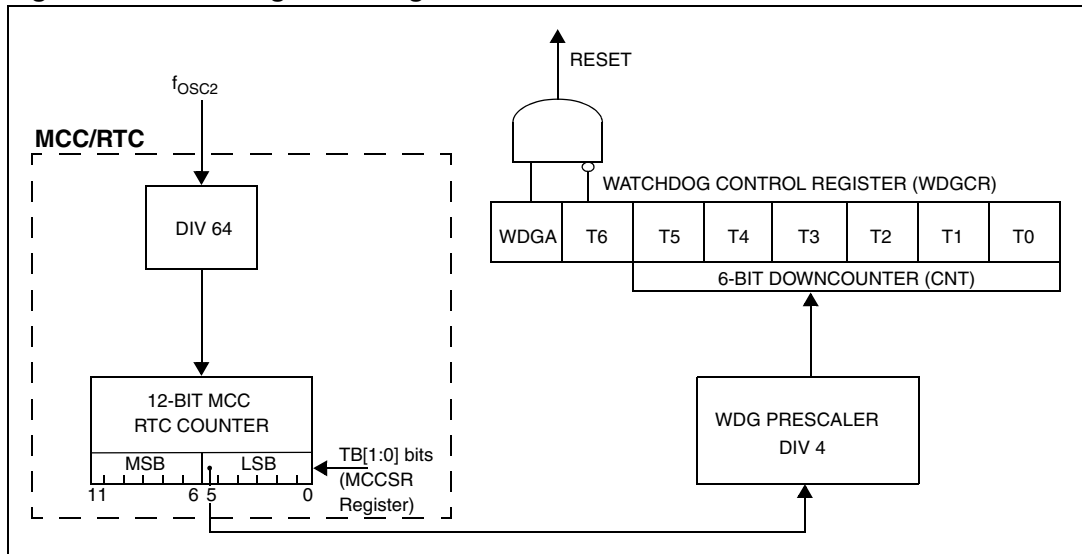 RESET
fOSC2
MCC/RTC
DIV 64
WATCHDOG CONTROL REGISTER (WDGCR)
WDGA T6 T5 T4 T3 T2 T1 T0
6-BIT DOWNCOUNTER (CNT)
12-BIT MCC
RTC COUNTER
MSB LSB
11 6 5 0
TB[1:0] bits
(MCCSR
Register)
WDG PRESCALER
DIV 4